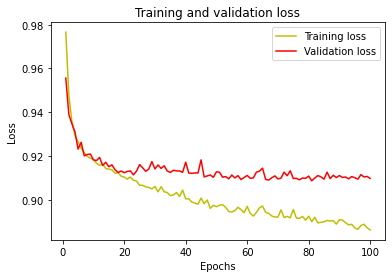 Training and validation loss
Training loss
Validation loss
0.98
0.96
0.94
0.92
0.90
Loss
0
20
40
60
80
100
Epochs